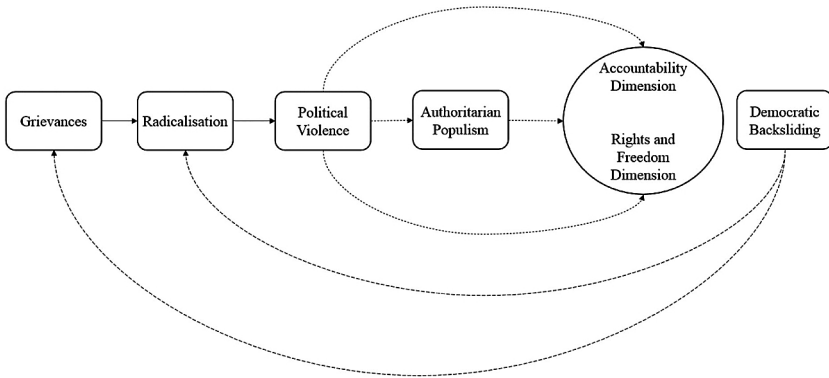 Grievances
Radicalisation
Political
Violence
Authoritarian
Populism
Accountability
Dimension
Rights and
Freedom
Dimension
Democratic
Backsliding